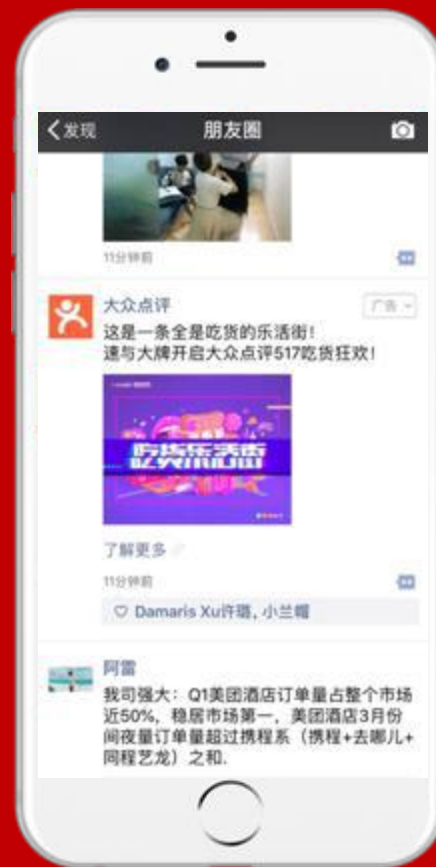 发现
朋友圈
11分钟前
大众点评
广告
这是一条全是吃货的乐活街!
速与大牌开启大众点评517吃货狂欢!
吃货乐活街
了解更多
11分钟前
Damaris Xu许璐, 小兰帽
阿雷
我司强大: Q1美团酒店订单量占整个市场
近50%, 稳居市场第一, 美团酒店3月份
间夜量订单量超过携程系 (携程+去哪儿+
同程艺龙) 之和.